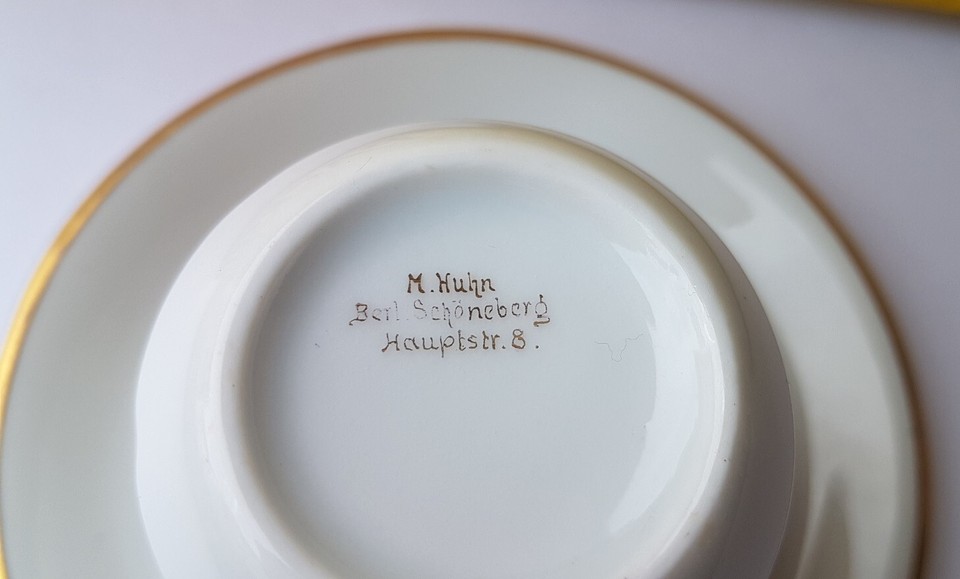 M. Huhn
Berl. Schöneberg
Hauptstr. 8.